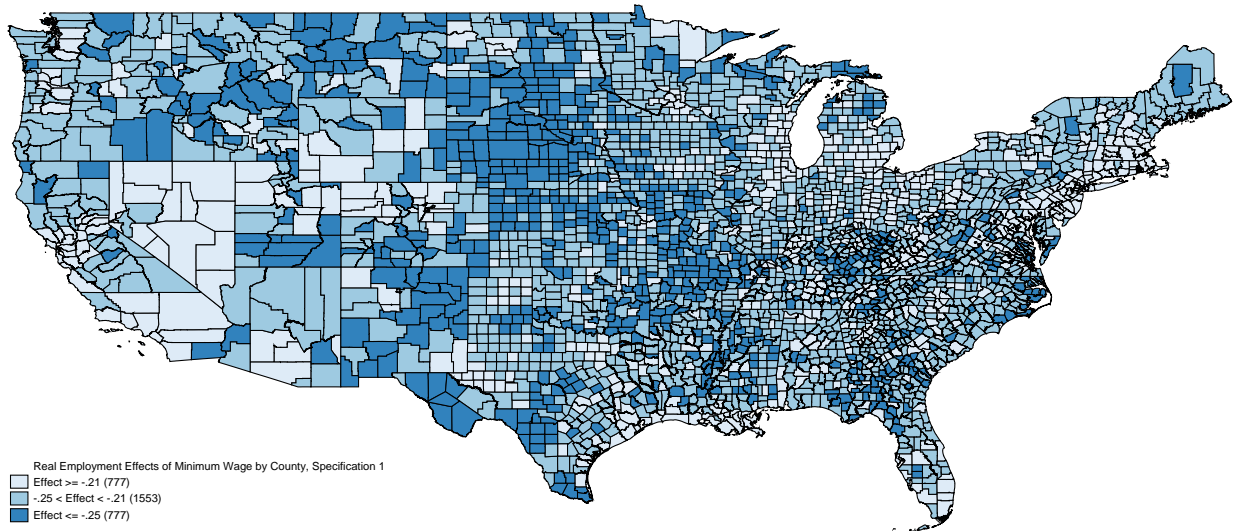 Real Employment Effects of Minimum Wage by County, Specification 1
Effect >= -.21 (777)
-.25 < Effect < -.21 (1553)
Effect <= -.25 (777)